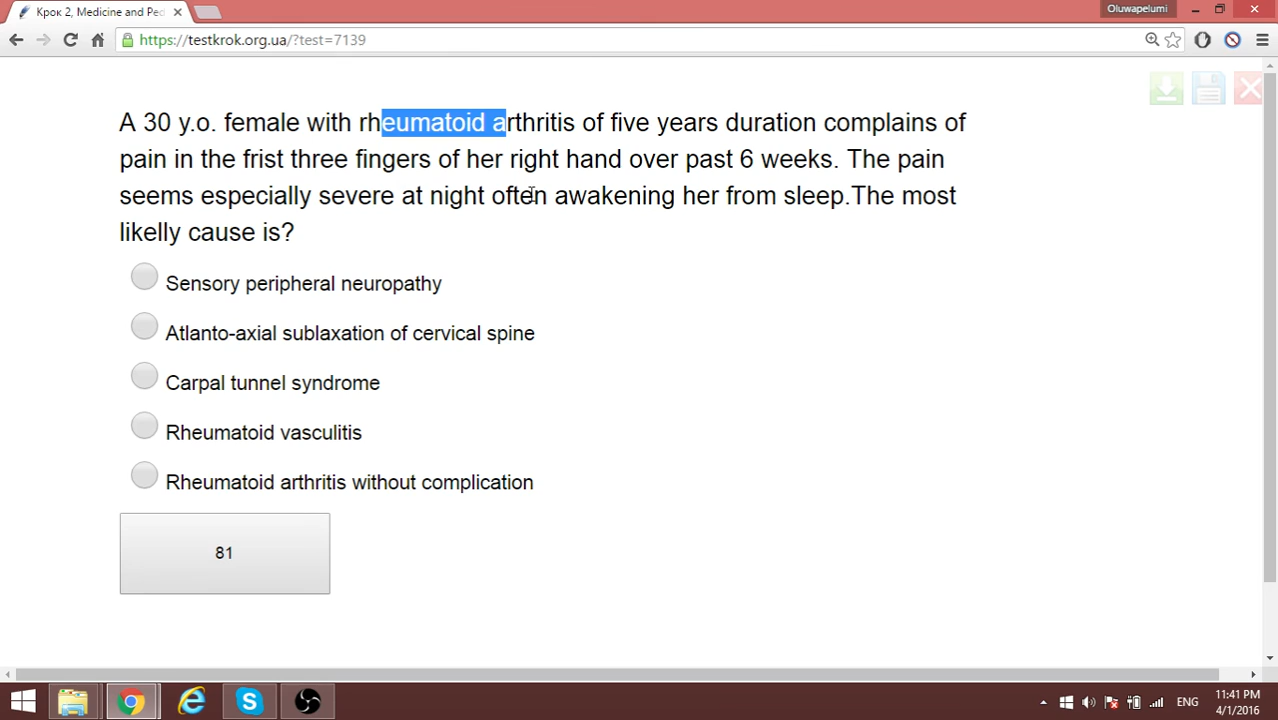 Крок 2, Medicine and Pec
Oluwapelumi
https://testkrok.org.ua/?test=7139
A 30 y.o. female with rheumatoid arthritis of five years duration complains of
pain in the frist three fingers of her right hand over past 6 weeks. The pain
seems especially severe at night often awakening her from sleep.The most
likelly cause is?
Sensory peripheral neuropathy
Atlanto-axial sublaxation of cervical spine
Carpal tunnel syndrome
Rheumatoid vasculitis
Rheumatoid arthritis without complication
81
ENG
11:41 PM
4/1/2016